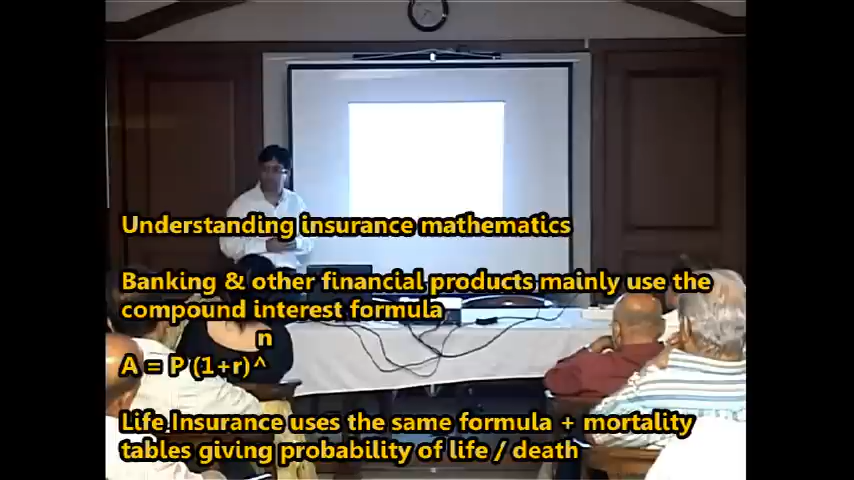 Understanding insurance mathematics
Banking & other financial products mainly use the
compound interest formula
n
A = P (1+r)^
Life Insurance uses the same formula + mortality
tables giving probability of life / death